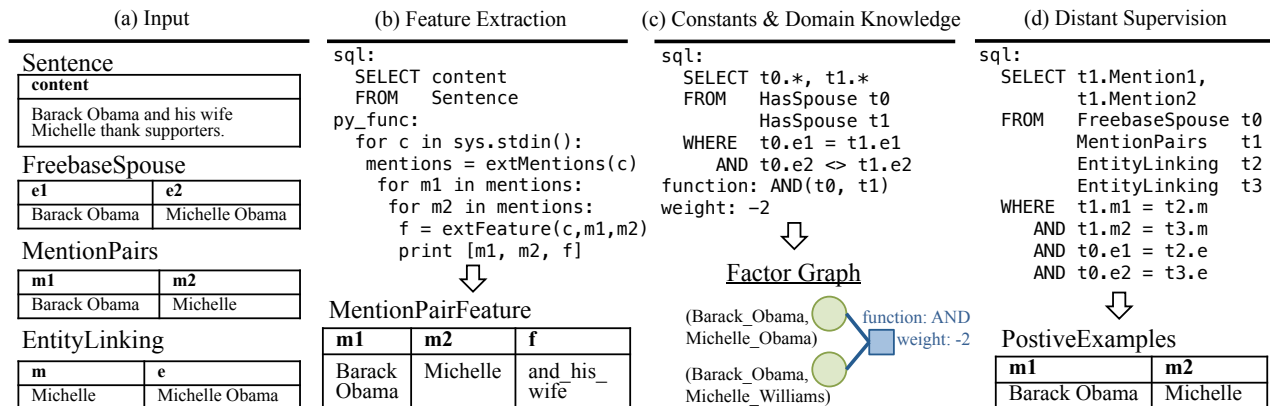 (a) Input
Sentence
content
Barack Obama and his wife
Michelle thank supporters.
FreebaseSpouse
e1 e2
Barack Obama Michelle Obama
MentionPairs
m1 m2
Barack Obama Michelle
EntityLinking
m e
Michelle Michelle Obama
(b) Feature Extraction
sql:
SELECT content
FROM Sentence
py_func:
for c in sys.stdin():
mentions = extMentions(c)
for m1 in mentions:
for m2 in mentions:
f = extFeature(c,m1,m2)
print [m1, m2, f]
MentionPairFeature
m1 m2 f
Barack Michelle and_his_
Obama wife
(c) Constants & Domain Knowledge
sql:
SELECT t0.*, t1.*
FROM HasSpouse t0
HasSpouse t1
WHERE t0.e1 = t1.e1
AND t0.e2 <> t1.e2
function: AND(t0, t1)
weight: -2
Factor Graph
(Barack_Obama,
Michelle_Obama)
function: AND
weight: -2
(Barack_Obama,
Michelle_Williams)
(d) Distant Supervision
sql:
SELECT t1.Mention1,
t1.Mention2
FROM FreebaseSpouse t0
MentionPairs t1
EntityLinking t2
EntityLinking t3
WHERE t1.m1 = t2.m
AND t1.m2 = t3.m
AND t0.e1 = t2.e
AND t0.e2 = t3.e
PostiveExamples
m1 m2
Barack Obama Michelle